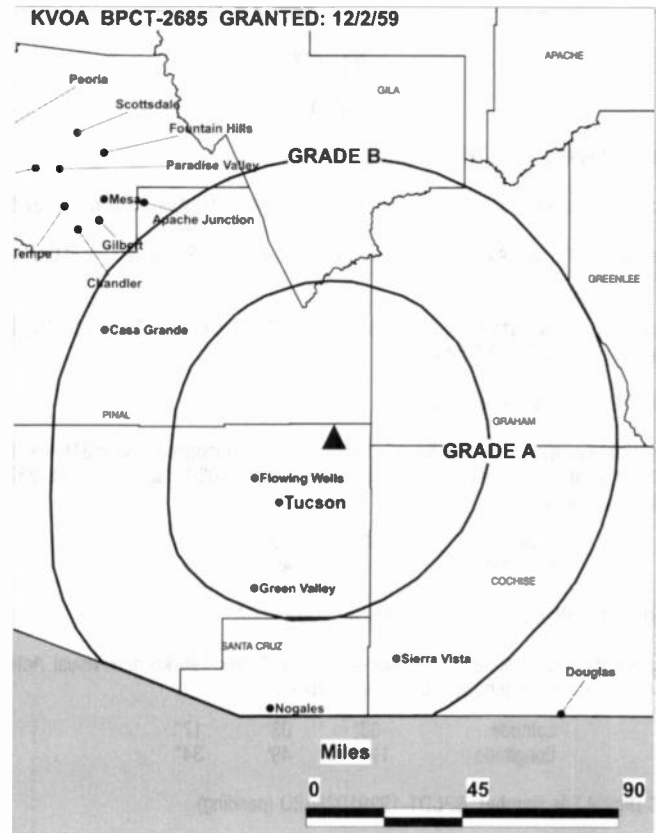 KVOA BPCT-2685 GRANTED: 12/2/59
APACHE
Peoria
GILA
Scottsdale
Fountain Hills
GRADE B
Paradise Valley
Mesa
Apache Junction
Gilbert
Tempe
Chandler
GREENLEE
Casa Grande
PINAL
GRAHAM
GRADE A
Flowing Wells
Tucson
COCHISE
Green Valley
SANTA CRUZ
Sierra Vista
Douglas
Nogales
Miles
0 45 90